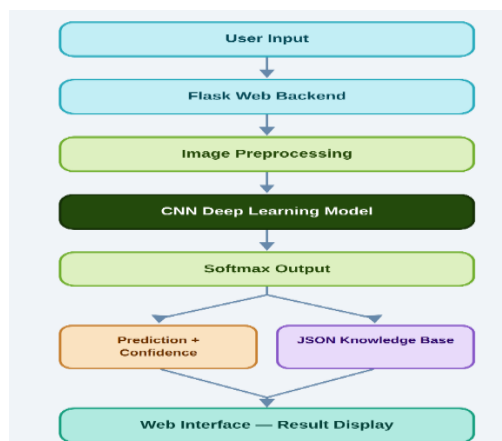 User Input
Flask Web Backend
Image Preprocessing
CNN Deep Learning Model
Softmax Output
Prediction +
Confidence
JSON Knowledge Base
Web Interface — Result Display